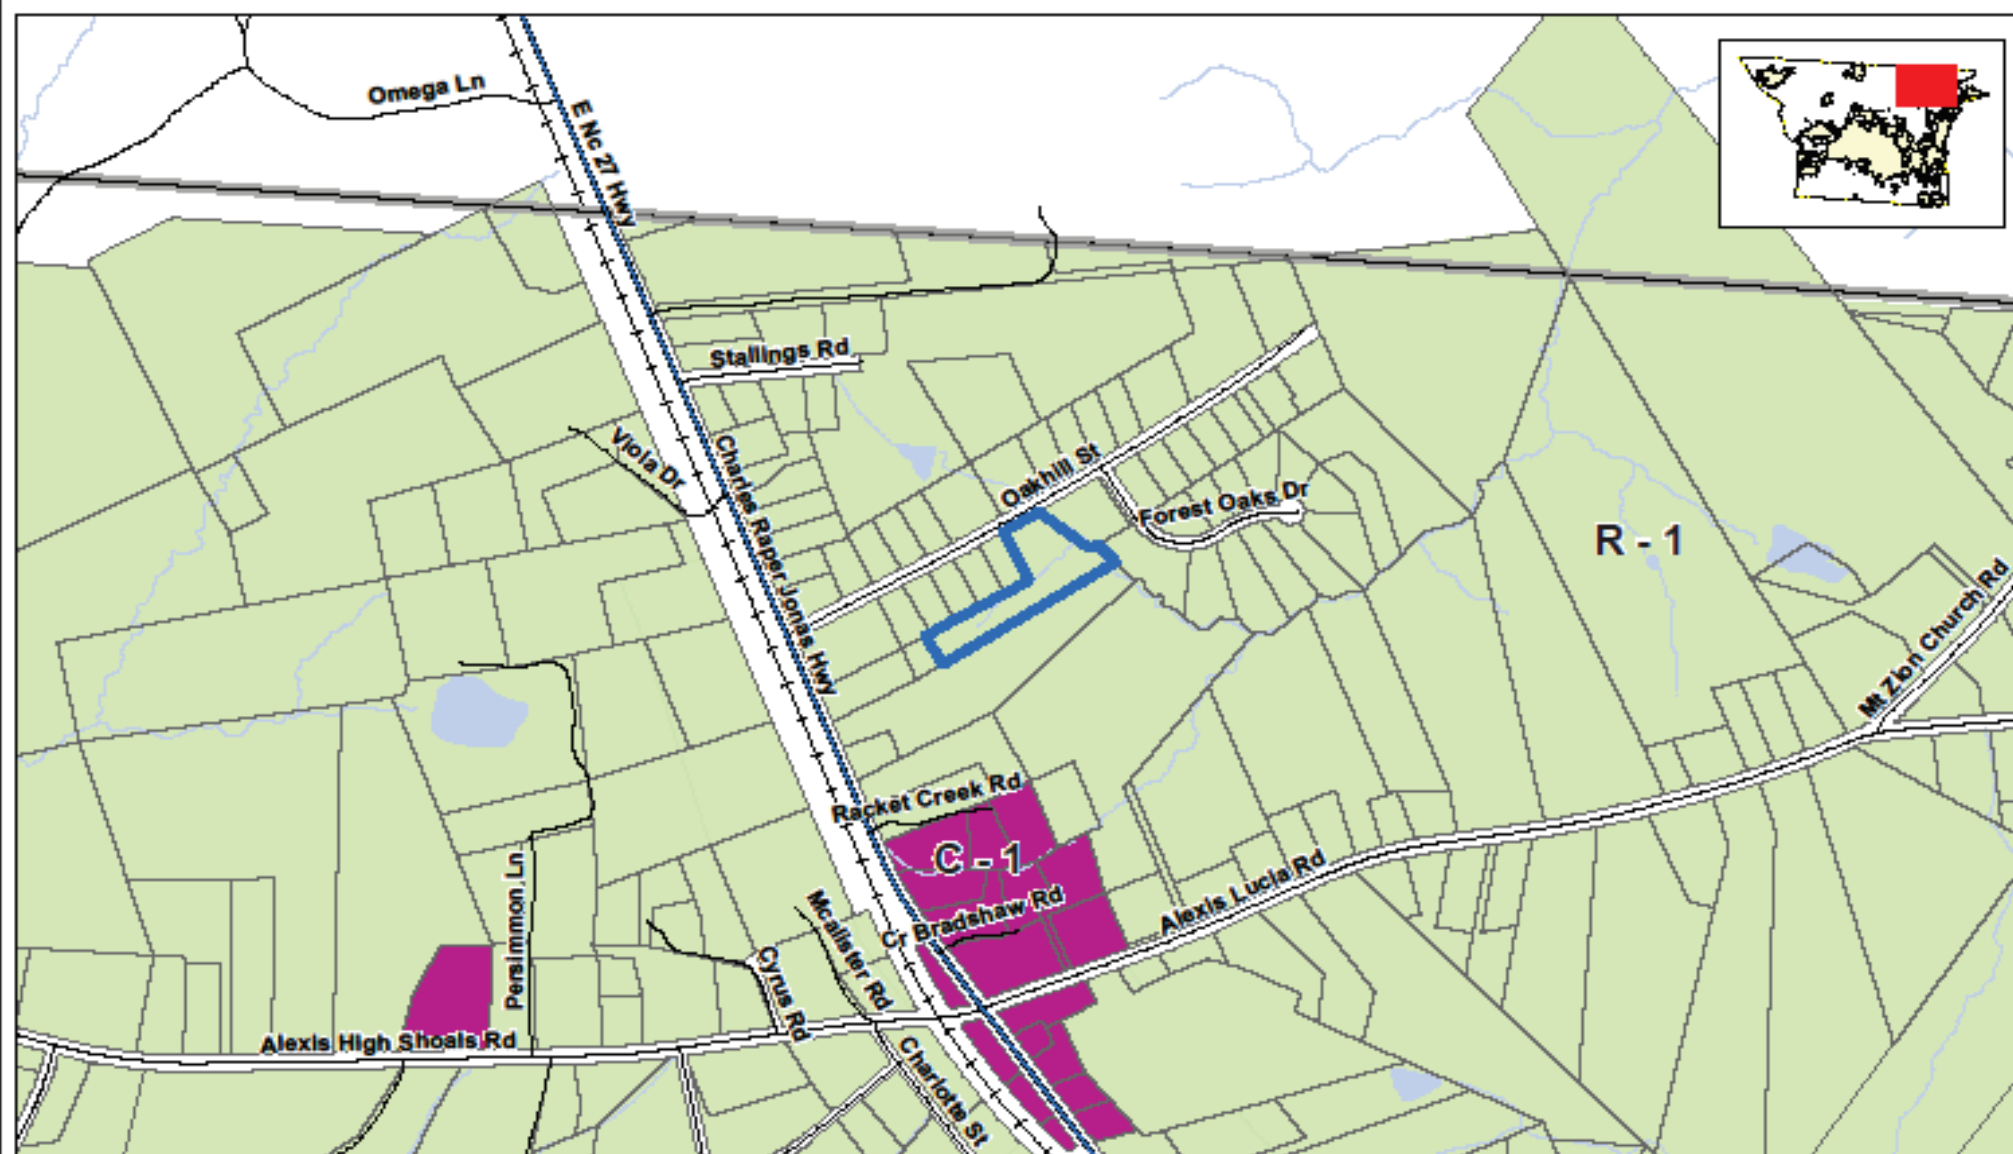 Omega Ln
E Nc 27 Hwy
Stallings Rd
Viola Dr
Charles Raper Jonas Hwy
Oakhill St
Forest Oaks Dr
R - 1
Mt Zion Church Rd
Racket Creek Rd
C - 1
Persimmon Ln
Mcalister Rd
Cr Bradshaw Rd
Alexis Lucia Rd
Cyrus Rd
Alexis High Shoals Rd
Charlotte St